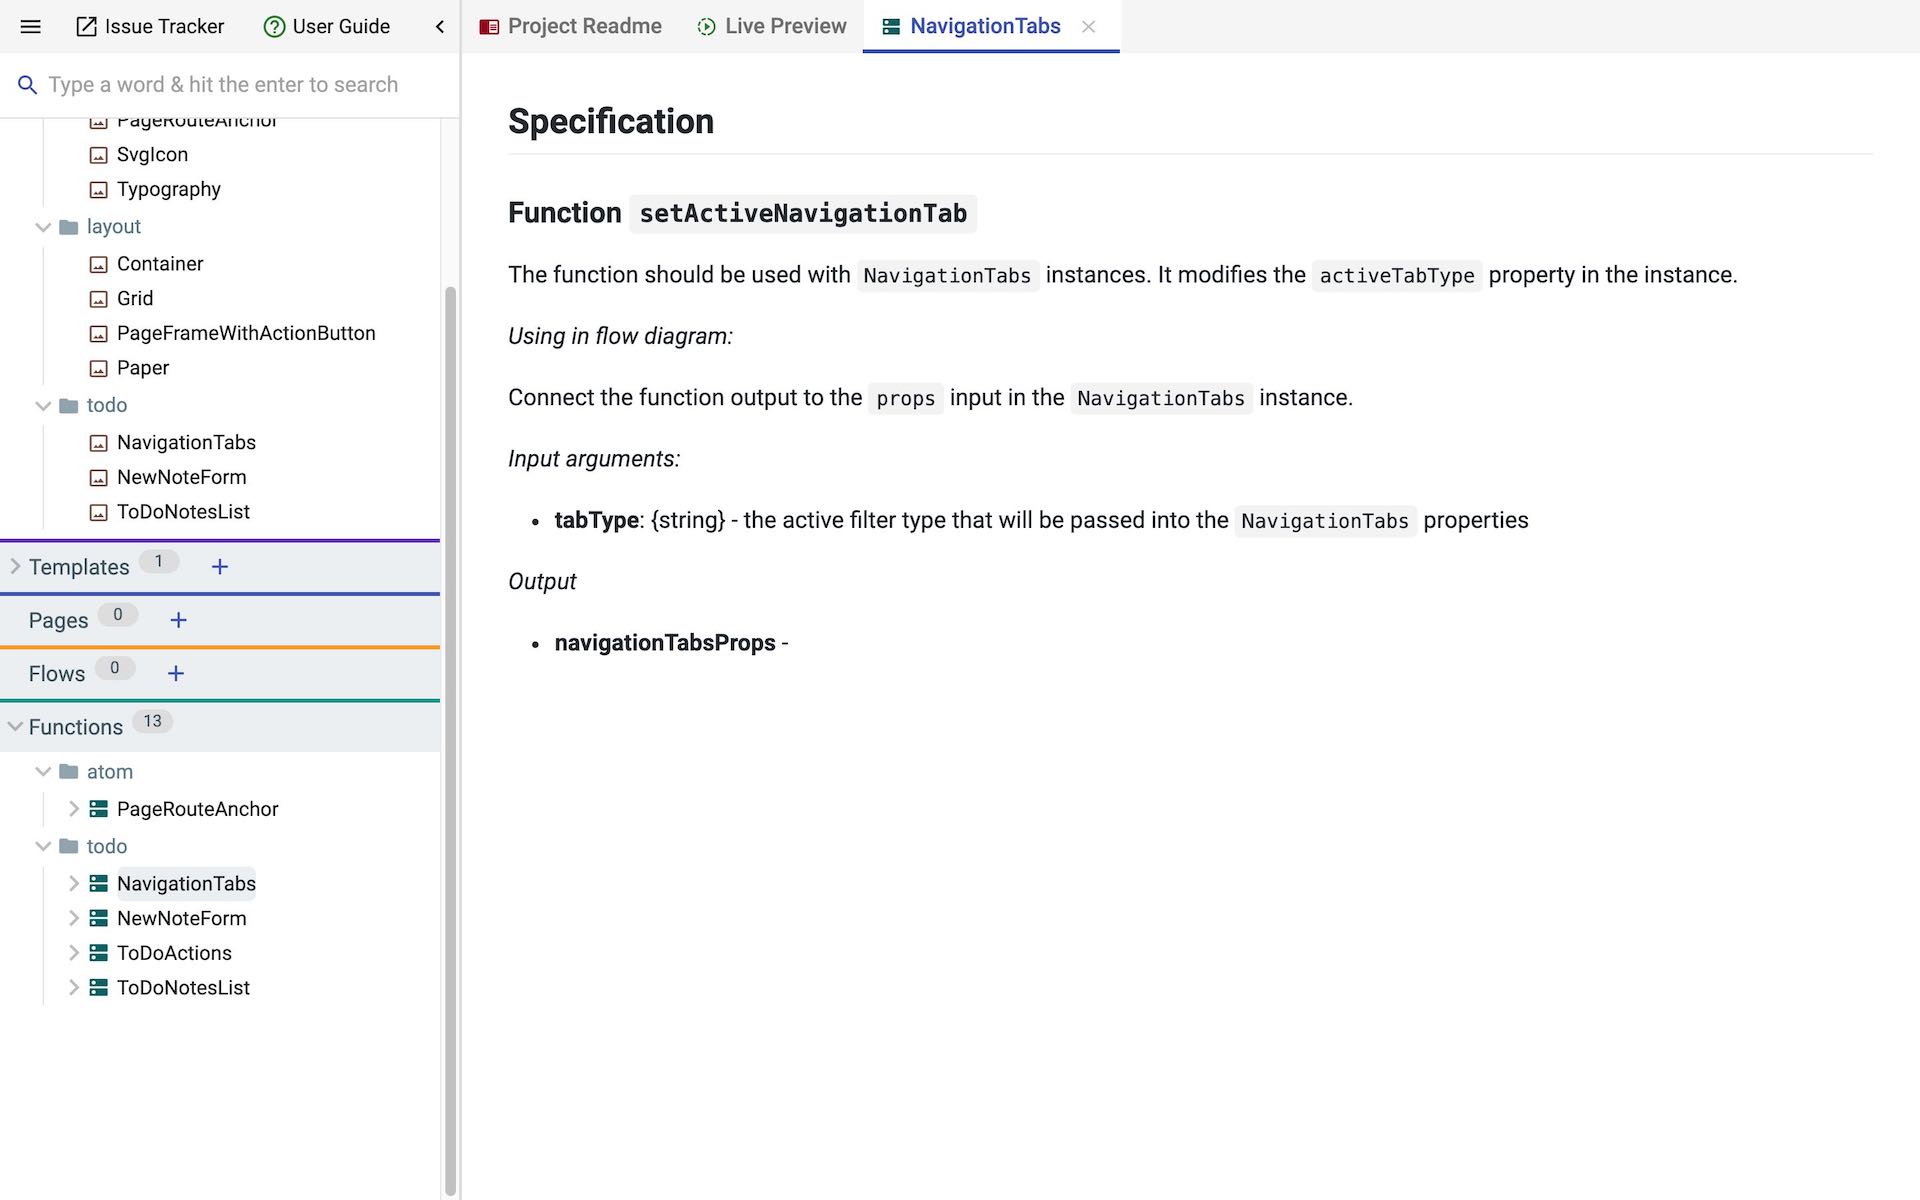 Issue Tracker
User Guide
Project Readme
Live Preview
NavigationTabs
Type a word & hit the enter to search
PageRouteAnchor
SvgIcon
Typography
layout
Container
Grid
PageFrameWithActionButton
Paper
todo
NavigationTabs
NewNoteForm
ToDoNotesList
Templates 1
Pages 0
Flows 0
Functions 13
atom
PageRouteAnchor
todo
NavigationTabs
NewNoteForm
ToDoActions
ToDoNotesList
Specification
Function setActiveNavigationTab
The function should be used with NavigationTabs instances. It modifies the activeTabType property in the instance.
Using in flow diagram:
Connect the function output to the props input in the NavigationTabs instance.
Input arguments:
• tabType: {string} - the active filter type that will be passed into the NavigationTabs properties
Output
• navigationTabsProps -